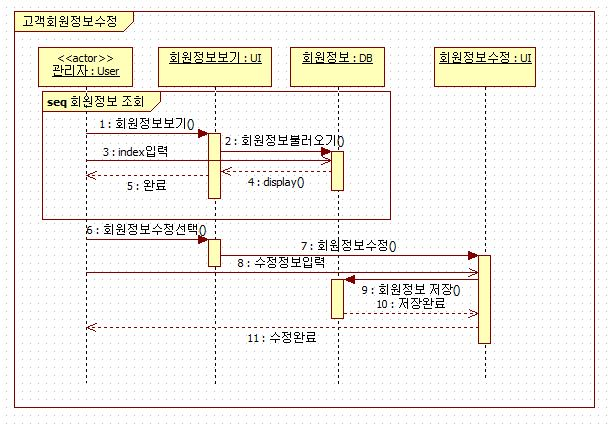 고객회원정보수정
<<actor>>
관리자 : User
회원정보보기 : UI
회원정보 : DB
회원정보수정 : UI
seq 회원정보 조회
1 : 회원정보보기()
2 : 회원정보불러오기()
3 : index입력
4 : display()
5 : 완료
6 : 회원정보수정선택()
7 : 회원정보수정()
8 : 수정정보입력
9 : 회원정보 저장()
10 : 저장완료
11 : 수정완료